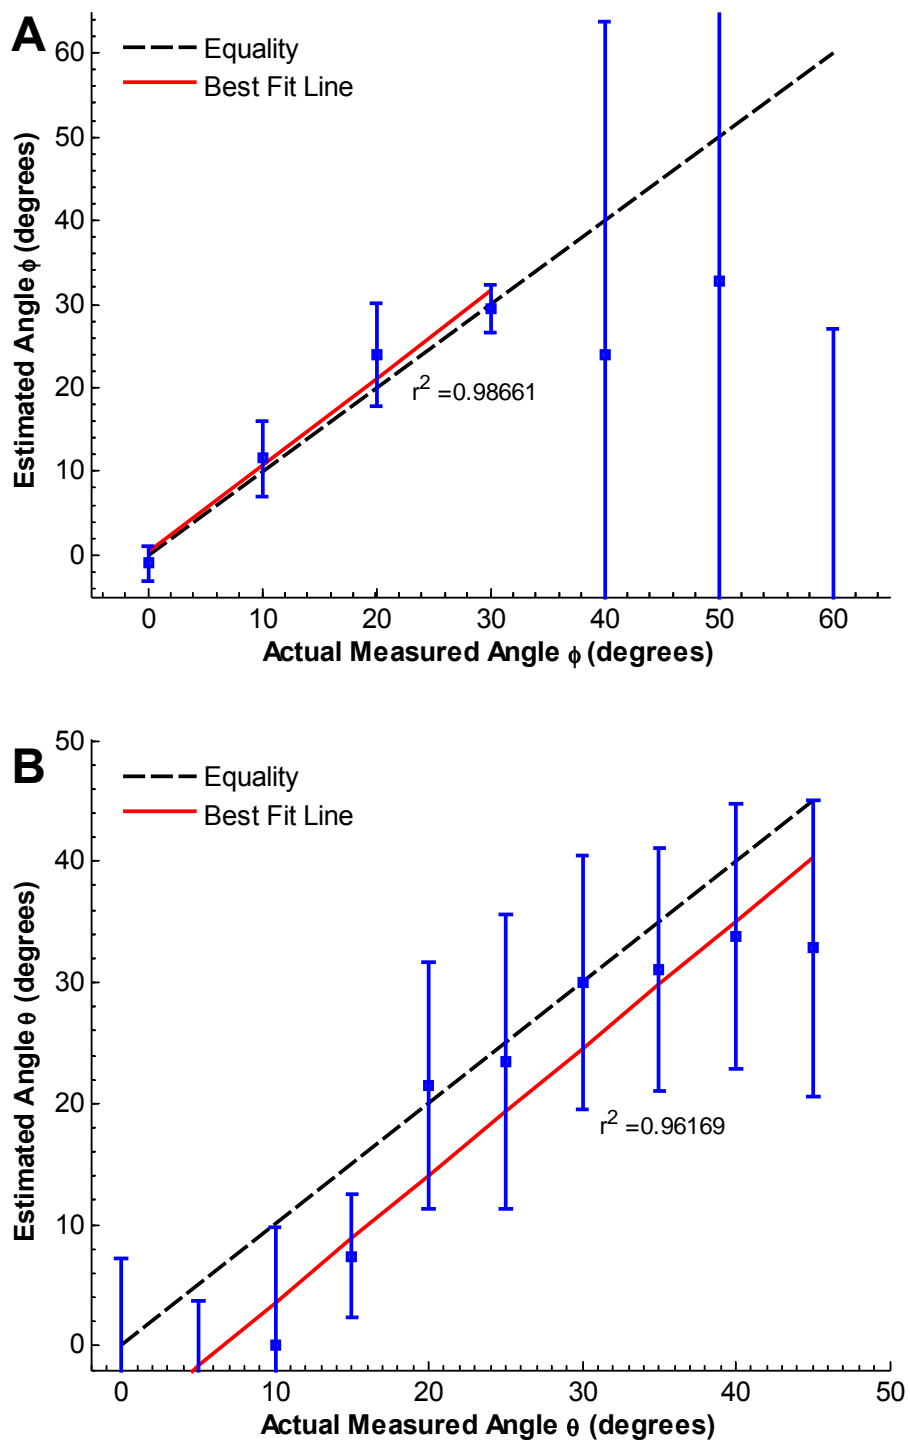 A
Equality
Best Fit Line
60
50
40
30
20
10
0
Estimated Angle ϕ (degrees)
r² =0.98661
0 10 20 30 40 50 60
Actual Measured Angle ϕ (degrees)
B
Equality
Best Fit Line
50
40
30
20
10
0
Estimated Angle θ (degrees)
r² =0.96169
0 10 20 30 40 50
Actual Measured Angle θ (degrees)